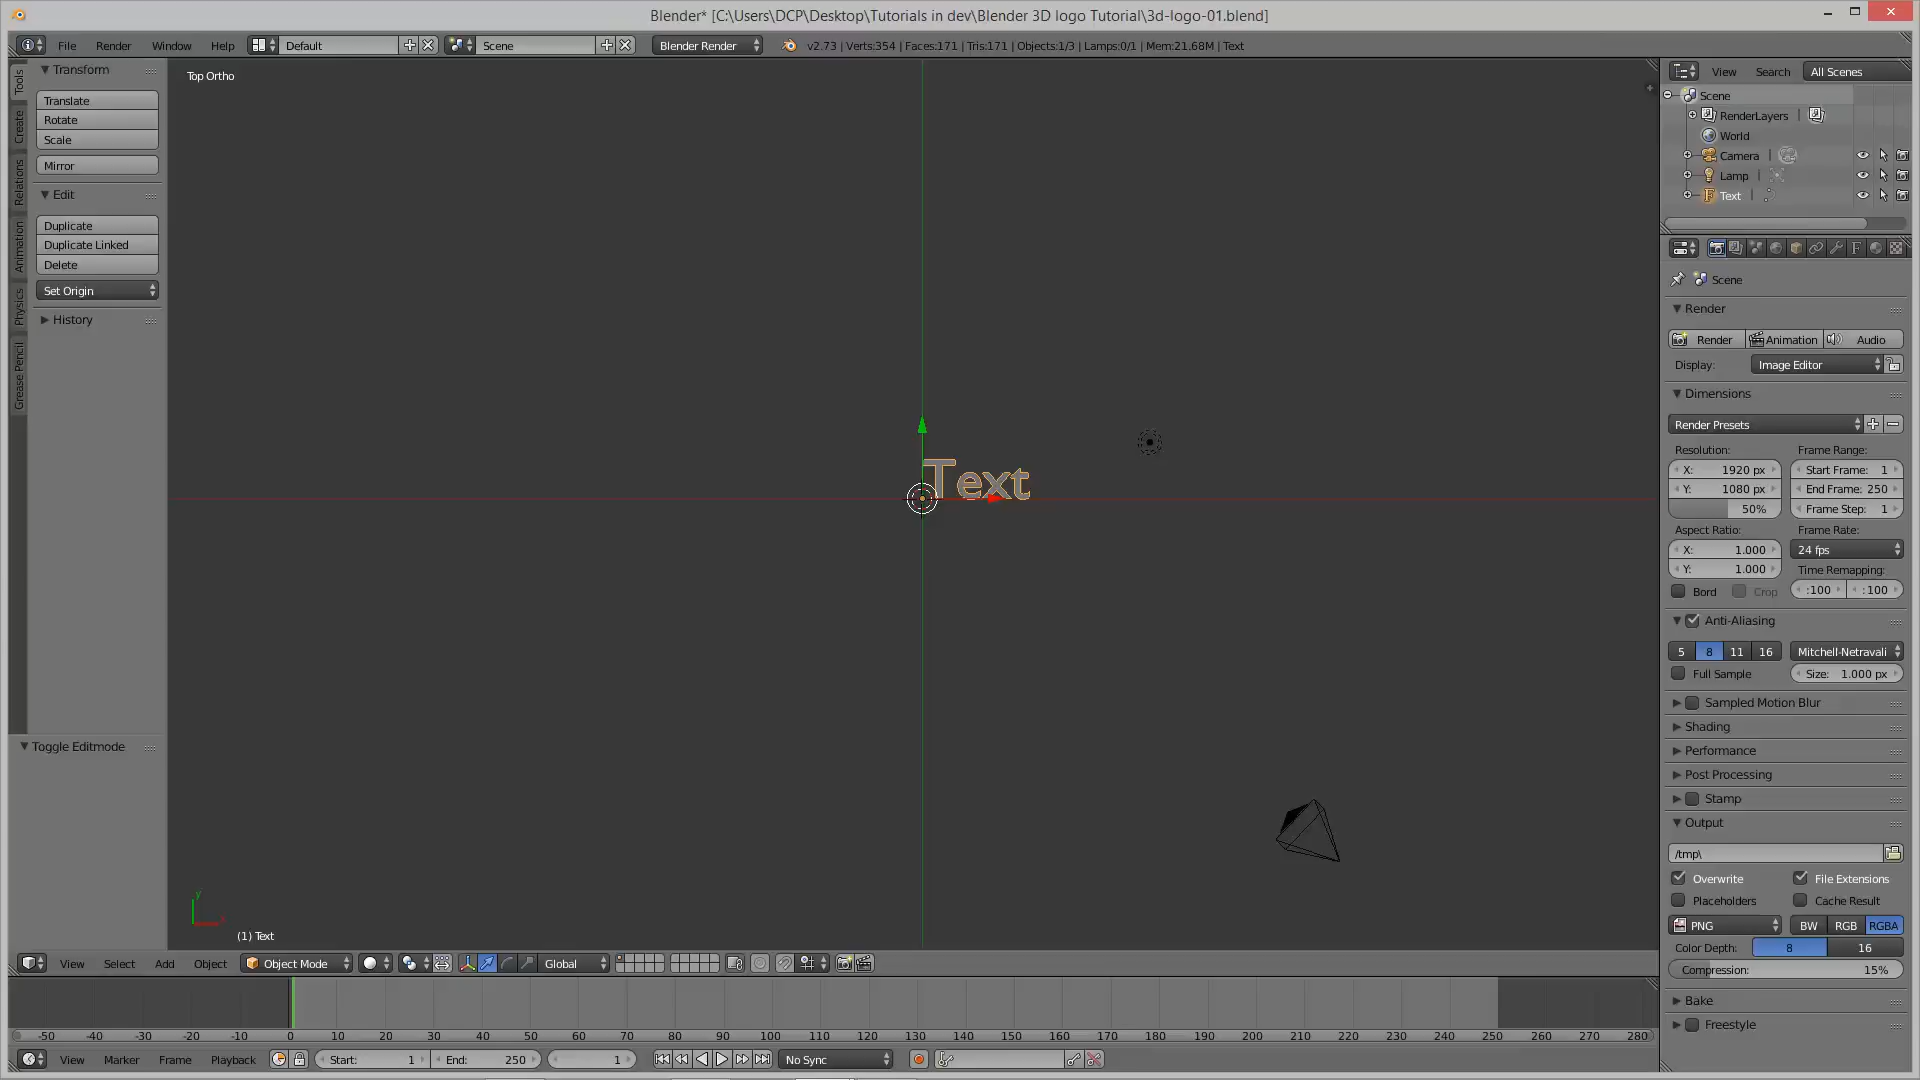 Blender* [C:\Users\DCP\Desktop\Tutorials in dev\Blender 3D logo Tutorial\3d-logo-01.blend]
File Render Window Help Default Scene Blender Render v2.73 | Verts:354 | Faces:171 | Tris:171 | Objects:1/3 | Lamps:0/1 | Mem:21.68M | Text
Tools
Create
Relations
Animation
Physics
Grease Pencil
Transform
Translate
Rotate
Scale
Mirror
Edit
Duplicate
Duplicate Linked
Delete
Set Origin
History
Toggle Editmode
Top Ortho
Text
y
x
(1) Text
View Select Add Object Object Mode Global
-50 -40 -30 -20 -10 0 10 20 30 40 50 60 70 80 90 100 110 120 130 140 150 160 170 180 190 200 210 220 230 240 250 260 270 280
View Marker Frame Playback Start: 1 End: 250 1 No Sync
View Search All Scenes
Scene
RenderLayers
World
Camera
Lamp
Text
Scene
Render
Render Animation Audio
Display: Image Editor
Dimensions
Render Presets
Resolution: Frame Range:
X: 1920 px Start Frame: 1
Y: 1080 px End Frame: 250
50% Frame Step: 1
Aspect Ratio: Frame Rate:
X: 1.000 24 fps
Y: 1.000 Time Remapping:
Bord Crop :100 :100
Anti-Aliasing
5 8 11 16 Mitchell-Netravali
Full Sample Size: 1.000 px
Sampled Motion Blur
Shading
Performance
Post Processing
Stamp
Output
/tmp\
Overwrite File Extensions
Placeholders Cache Result
PNG BW RGB RGBA
Color Depth: 8 16
Compression: 15%
Bake
Freestyle